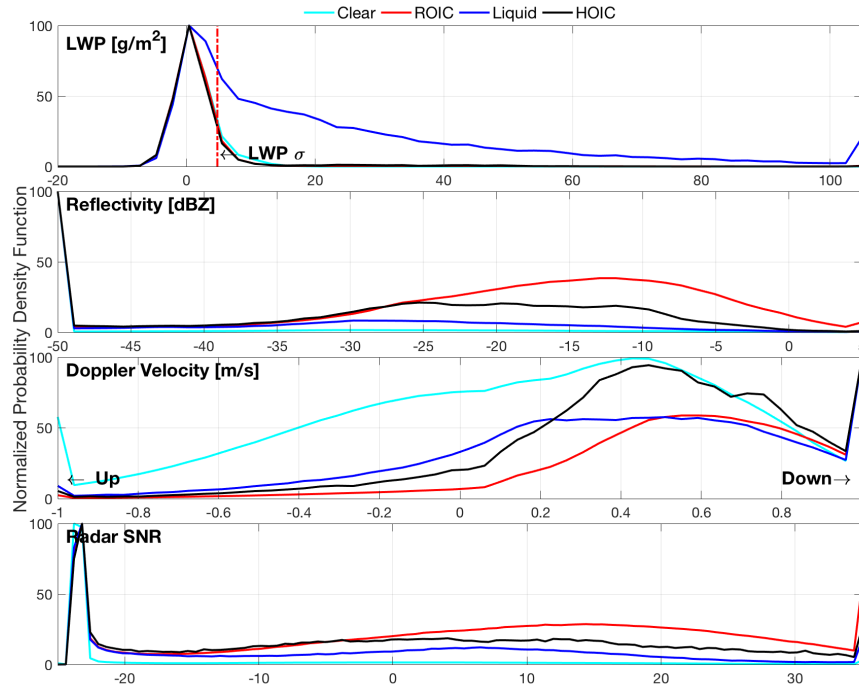 Clear ROIC Liquid HOIC
LWP [g/m2]
100
50
0
← LWP σ
-20 0 20 40 60 80 100
Normalized Probability Density Function
Reflectivity [dBZ]
100
50
0
-50 -45 -40 -35 -30 -25 -20 -15 -10 -5 0
Doppler Velocity [m/s]
100
50
0
← Up
Down→
-1 -0.8 -0.6 -0.4 -0.2 0 0.2 0.4 0.6 0.8
Radar SNR
100
50
0
-20 -10 0 10 20 30